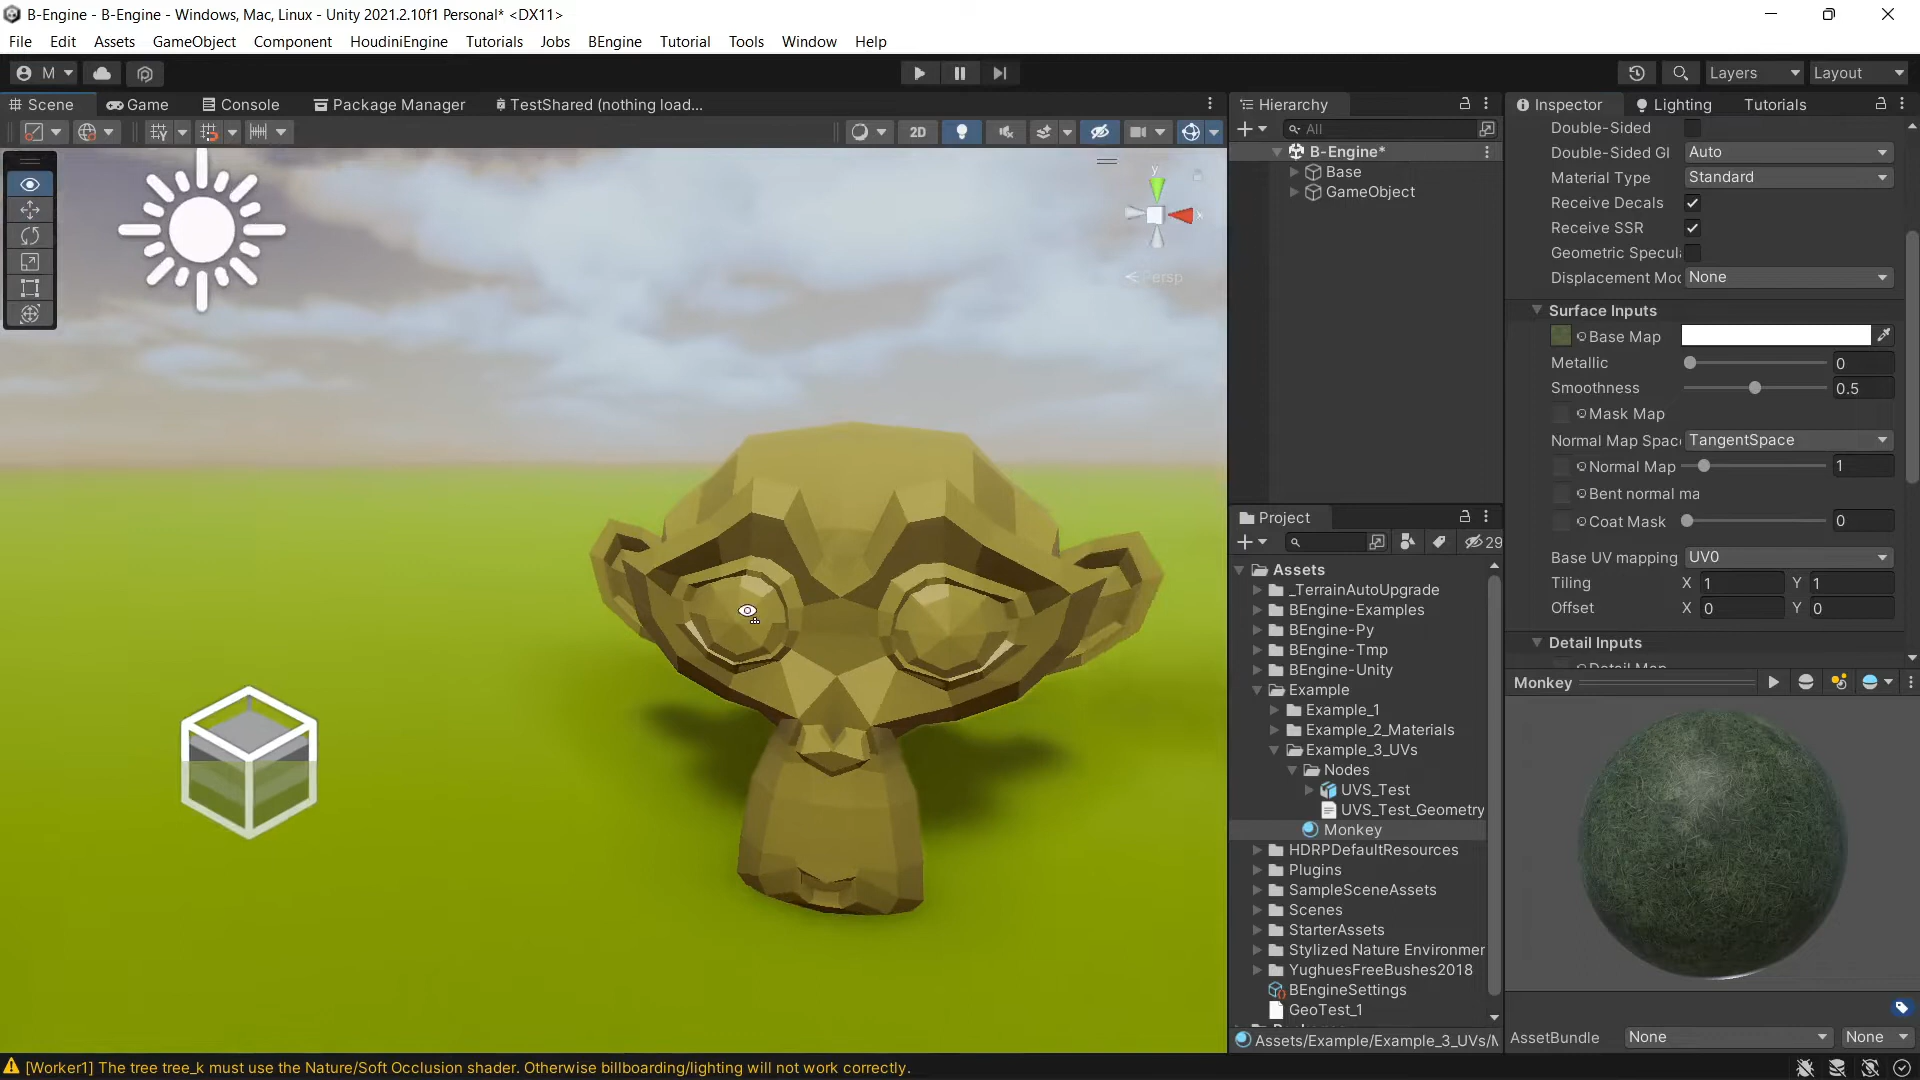 B-Engine - B-Engine - Windows, Mac, Linux - Unity 2021.2.10f1 Personal* <DX11>
File Edit Assets GameObject Component HoudiniEngine Tutorials Jobs BEngine Tutorial Tools Window Help
M Layers Layout
Scene Game Console Package Manager TestShared (nothing load...
2D
y
x
Persp
Hierarchy
All
B-Engine*
Base
GameObject
Project
29
Assets
_TerrainAutoUpgrade
BEngine-Examples
BEngine-Py
BEngine-Tmp
BEngine-Unity
Example
Example_1
Example_2_Materials
Example_3_UVs
Nodes
UVS_Test
UVS_Test_Geometry
Monkey
HDRPDefaultResources
Plugins
SampleSceneAssets
Scenes
StarterAssets
Stylized Nature Environmer
YughuesFreeBushes2018
BEngineSettings
GeoTest_1
Assets/Example/Example_3_UVs/M
Inspector Lighting Tutorials
Double-Sided
Double-Sided GI Auto
Material Type Standard
Receive Decals
Receive SSR
Geometric Specula
Displacement Moc None
Surface Inputs
Base Map
Metallic 0
Smoothness 0.5
Mask Map
Normal Map Spac TangentSpace
Normal Map 1
Bent normal ma
Coat Mask 0
Base UV mapping UV0
Tiling X 1 Y 1
Offset X 0 Y 0
Detail Inputs
Monkey
AssetBundle None None
[Worker1] The tree tree_k must use the Nature/Soft Occlusion shader. Otherwise billboarding/lighting will not work correctly.